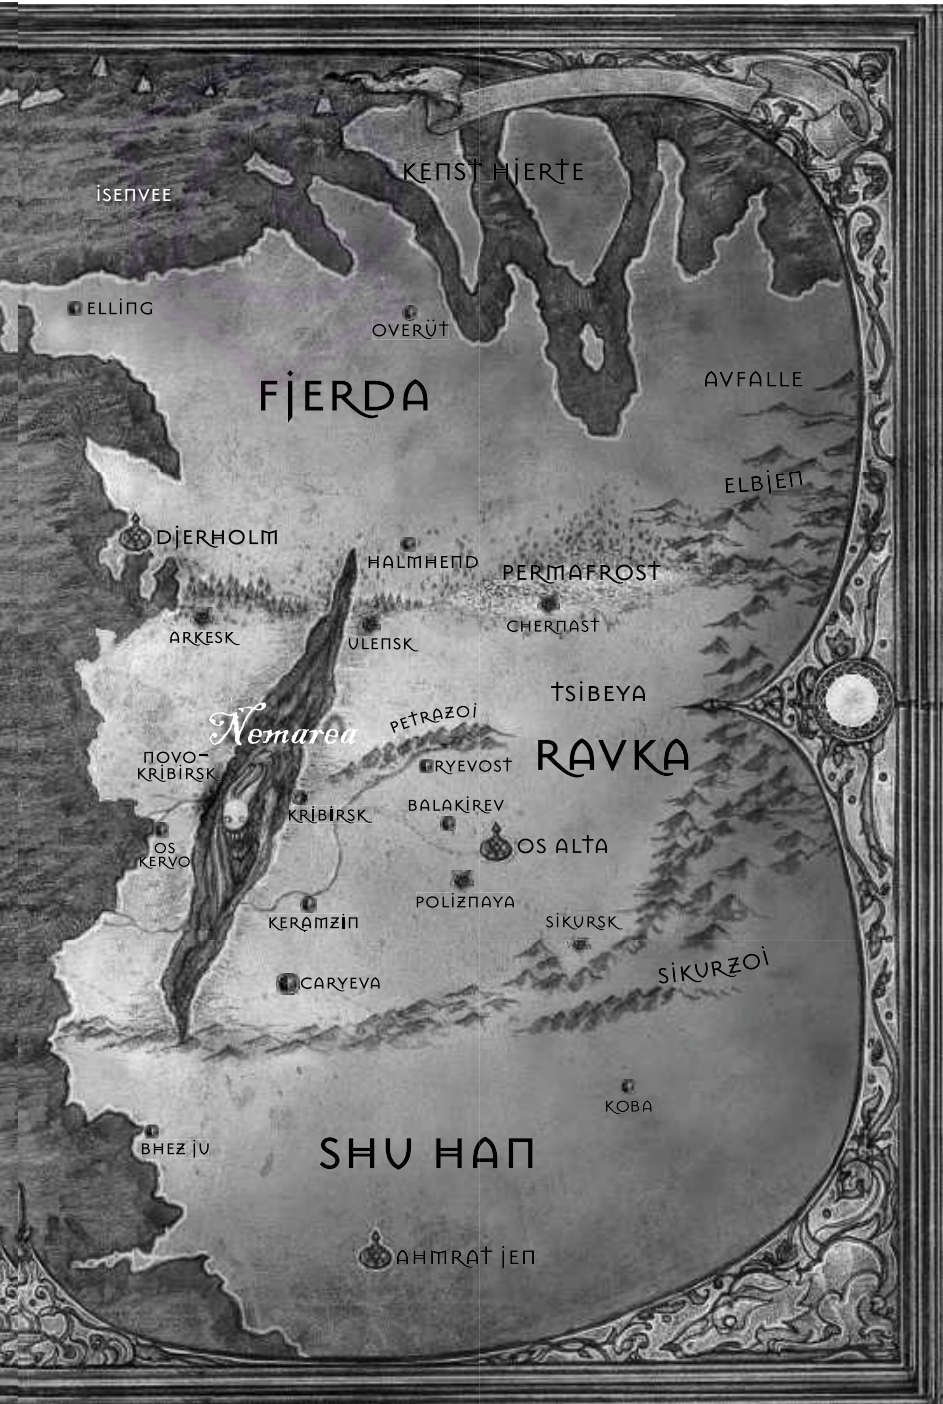 KENST HJERTE
ISENVEE
ELLING
OVERÜT
AVFALLE
FJERDA
ELBJEN
DJERHOLM
HALMHEND
PERMAFROST
CHERNAST
ARKESK
ULENSK
TSIBEYA
PETRAZOI
Nemarea
NOVO-
KRIBIRSK
RYEVOST
RAVKA
BALAKIREV
KRIBIRSK
OS
KERVO
OS ALTA
POLIZNAYA
KERAMZIN
SIKURSK
SIKURZOI
CARYEVA
KOBA
BHEZ JU
SHU HAN
AHMRAT JEN